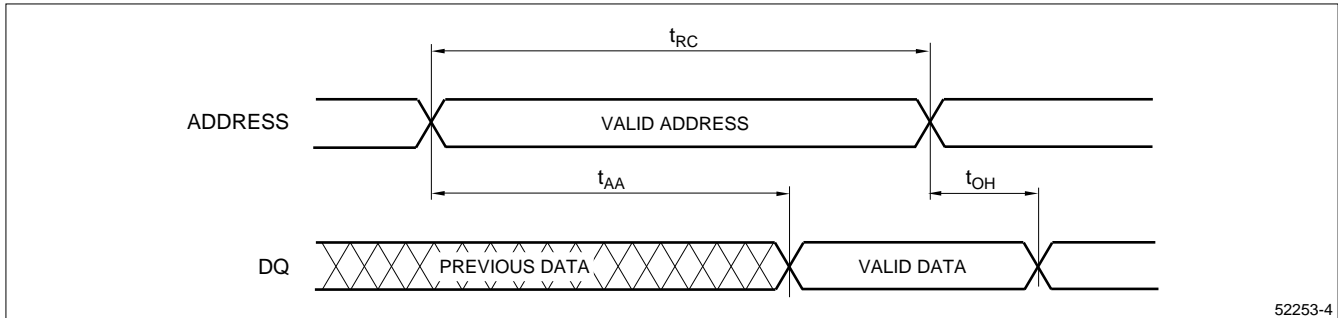 tRC
ADDRESS
VALID ADDRESS
tAA
tOH
DQ
PREVIOUS DATA
VALID DATA
52253-4